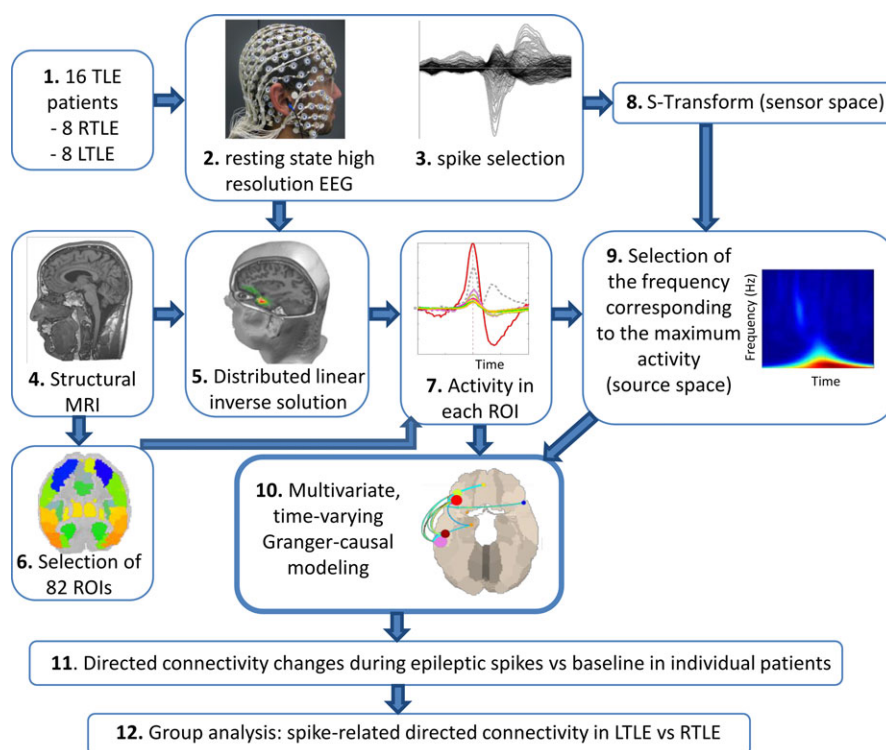 1. 16 TLE
patients
- 8 RTLE
- 8 LTLE
2. resting state high
resolution EEG
3. spike selection
8. S-Transform (sensor space)
4. Structural
MRI
5. Distributed linear
inverse solution
Time
7. Activity in
each ROI
9. Selection of
the frequency
corresponding
to the maximum
activity
(source space)
Frequency (Hz)
Time
6. Selection of
82 ROIs
10. Multivariate,
time-varying
Granger-causal
modeling
11. Directed connectivity changes during epileptic spikes vs baseline in individual patients
12. Group analysis: spike-related directed connectivity in LTLE vs RTLE